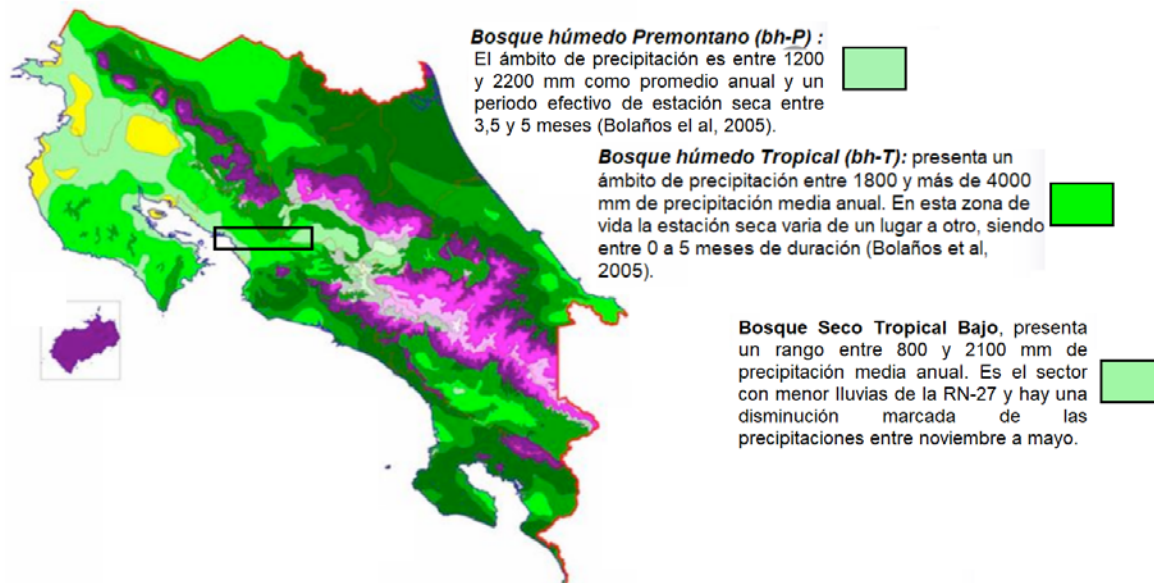 Bosque húmedo Premontano (bh-P) :
El ámbito de precipitación es entre 1200
y 2200 mm como promedio anual y un
periodo efectivo de estación seca entre
3,5 y 5 meses (Bolaños el al, 2005).
Bosque húmedo Tropical (bh-T): presenta un
ámbito de precipitación entre 1800 y más de 4000
mm de precipitación media anual. En esta zona de
vida la estación seca varia de un lugar a otro, siendo
entre 0 a 5 meses de duración (Bolaños et al,
2005).
Bosque Seco Tropical Bajo, presenta
un rango entre 800 y 2100 mm de
precipitación media anual. Es el sector
con menor lluvias de la RN-27 y hay una
disminución marcada de las
precipitaciones entre noviembre a mayo.